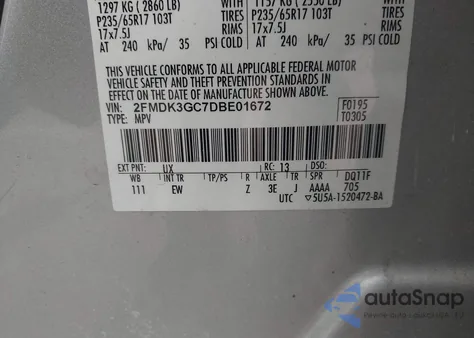 1297 KG ( 2860 LB) WITH 1157 KG ( 2550 LB) WITH
P235/65R17 103T TIRES P235/65R17 103T TIRES
17x7.5J RIMS 17x7.5J RIMS
AT 240 kPa/ 35 PSI COLD AT 240 kPa/ 35 PSI COLD
THIS VEHICLE CONFORMS TO ALL APPLICABLE FEDERAL MOTOR
VEHICLE SAFETY AND THEFT PREVENTION STANDARDS IN
EFFECT ON THE DATE OF MANUFACTURE SHOWN ABOVE.
VIN: 2FMDK3GC7DBE01672 F0195
TYPE: MPV T0305
EXT PNT: UX RC: 13 DSO:
WB INT TR TP/PS R AXLE TR SPR DQ11F
111 EW Z 3E J AAAA 705
UTC ▽5U5A-1520472-BA
autoSnap